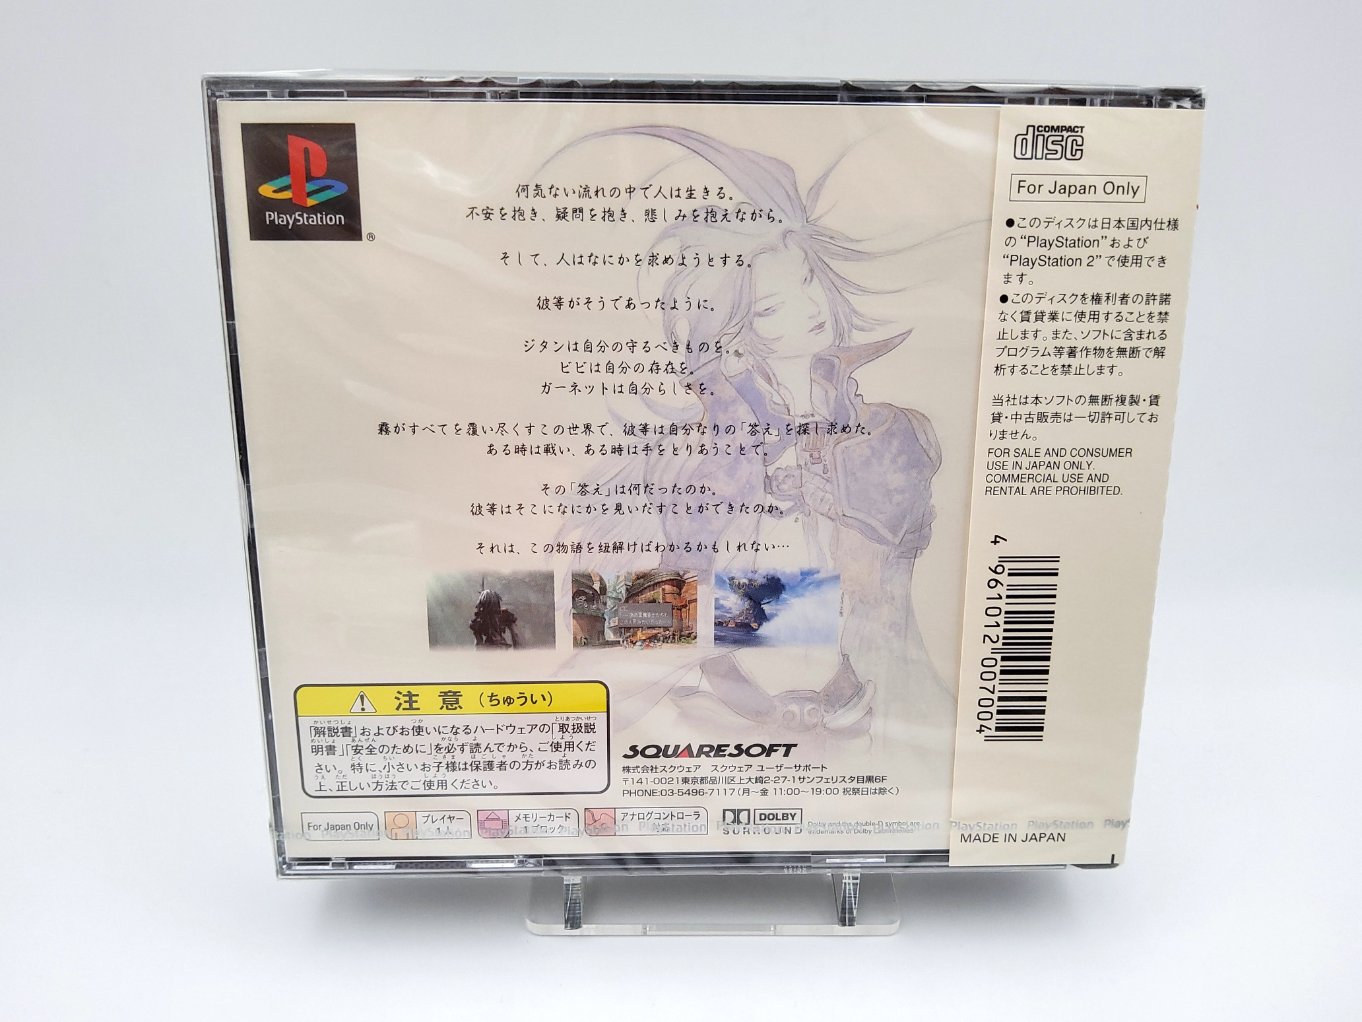 PlayStation
®
何気ない流れの中で人は生きる。
不安を抱き、疑問を抱き、悲しみを抱えながら。
そして、人はなにかを求めようとする。
彼等がそうであったように。
ジタンは自分の守るべきものを。
ビビは自分の存在を。
ガーネットは自分らしさを。
霧がすべてを覆い尽くすこの世界で、彼等は自分なりの「答え」を探し求めた。
ある時は戦い、ある時は手をとりあうことで。
その「答え」は何だったのか。
彼等はそこになにかを見いだすことができたのか。
それは、この物語を紐解けばわかるかもしれない…
注意(ちゅうい)
「解説書」およびお使いになるハードウェアの「取扱説
明書」「安全のために」を必ず読んでから、ご使用くだ
さい。特に、小さいお子様は保護者の方がお読みの
上、正しい方法でご使用ください。
For Japan Only
プレイヤー
1人
メモリーカード
1ブロック
アナログコントローラ
対応
SQUARESOFT
株式会社スクウェア スクウェア ユーザーサポート
〒141-0021東京都品川区上大崎2-27-1サンフェリスタ目黒6F
PHONE:03-5496-7117(月〜金 11:00〜19:00 祝祭日は除く)
DOLBY
SURROUND
Dolby and the double-D symbol are
trademarks of Dolby Laboratories
COMPACT
disc
For Japan Only
●このディスクは日本国内仕様
の“PlayStation”および
“PlayStation 2”で使用でき
ます。
●このディスクを権利者の許諾
なく賃貸業に使用することを禁
止します。また、ソフトに含まれる
プログラム等著作物を無断で解
析することを禁止します。
当社は本ソフトの無断複製・賃
貸・中古販売は一切許可してお
りません。
FOR SALE AND CONSUMER
USE IN JAPAN ONLY.
COMMERCIAL USE AND
RENTAL ARE PROHIBITED.
4961012007004
PlayStation PlayStation PlayStation
MADE IN JAPAN